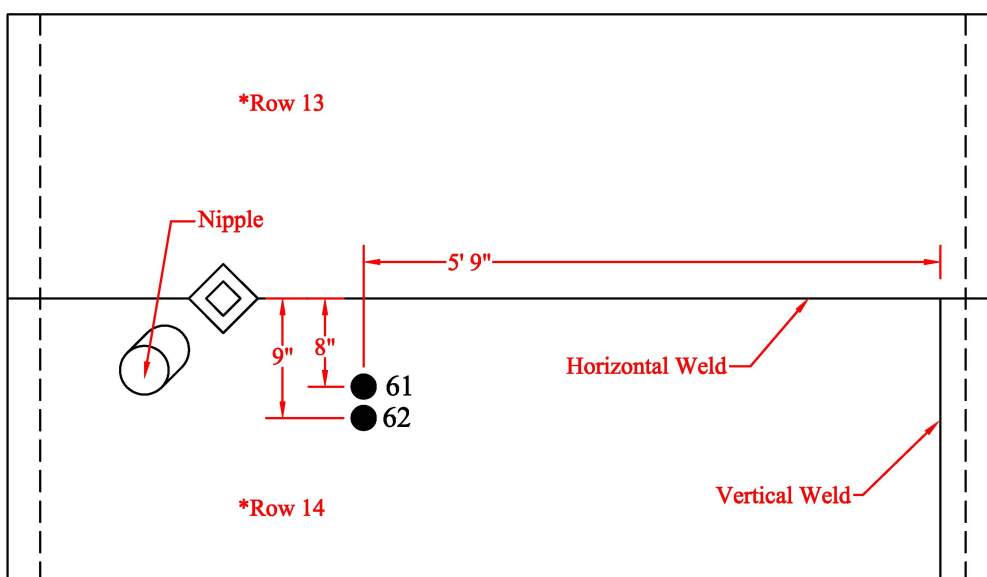 *Row 13
Nipple
5' 9"
9"
8"
Horizontal Weld
61
62
Vertical Weld
*Row 14